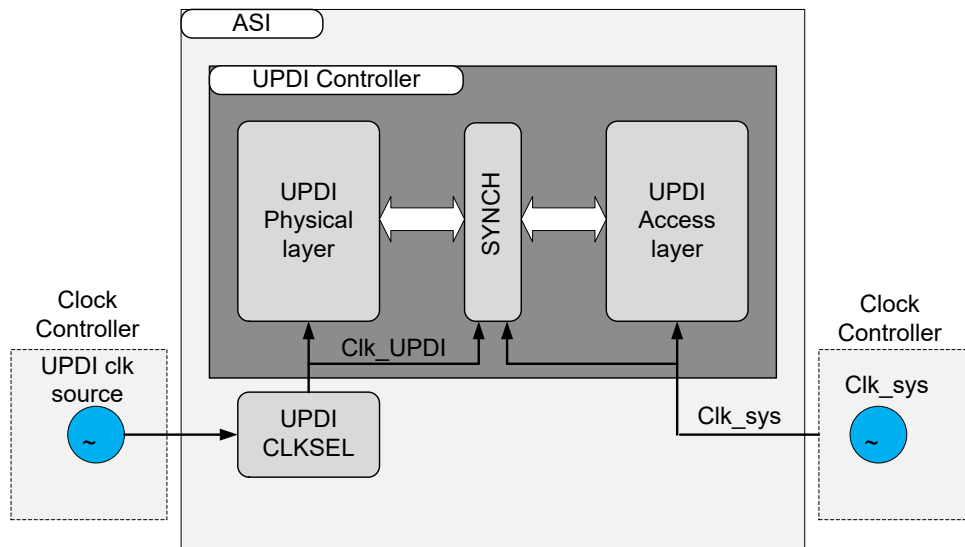 ASI
UPDI Controller
UPDI
Physical
layer
SYNCH
UPDI
Access
layer
Clock
Controller
UPDI clk
source
~
Clk_UPDI
UPDI
CLKSEL
Clk_sys
Clock
Controller
Clk_sys
~